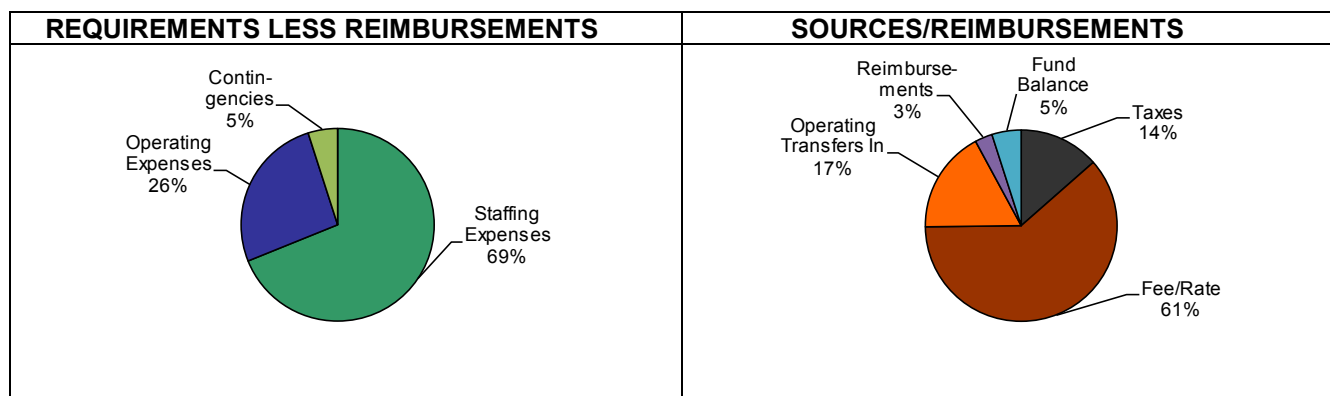 REQUIREMENTS LESS REIMBURSEMENTS
Contin-
gencies
5%
Operating
Expenses
26%
Staffing
Expenses
69%
SOURCES/REIMBURSEMENTS
Reimburse-
ments
3%
Fund
Balance
5%
Taxes
14%
Operating
Transfers In
17%
Fee/Rate
61%